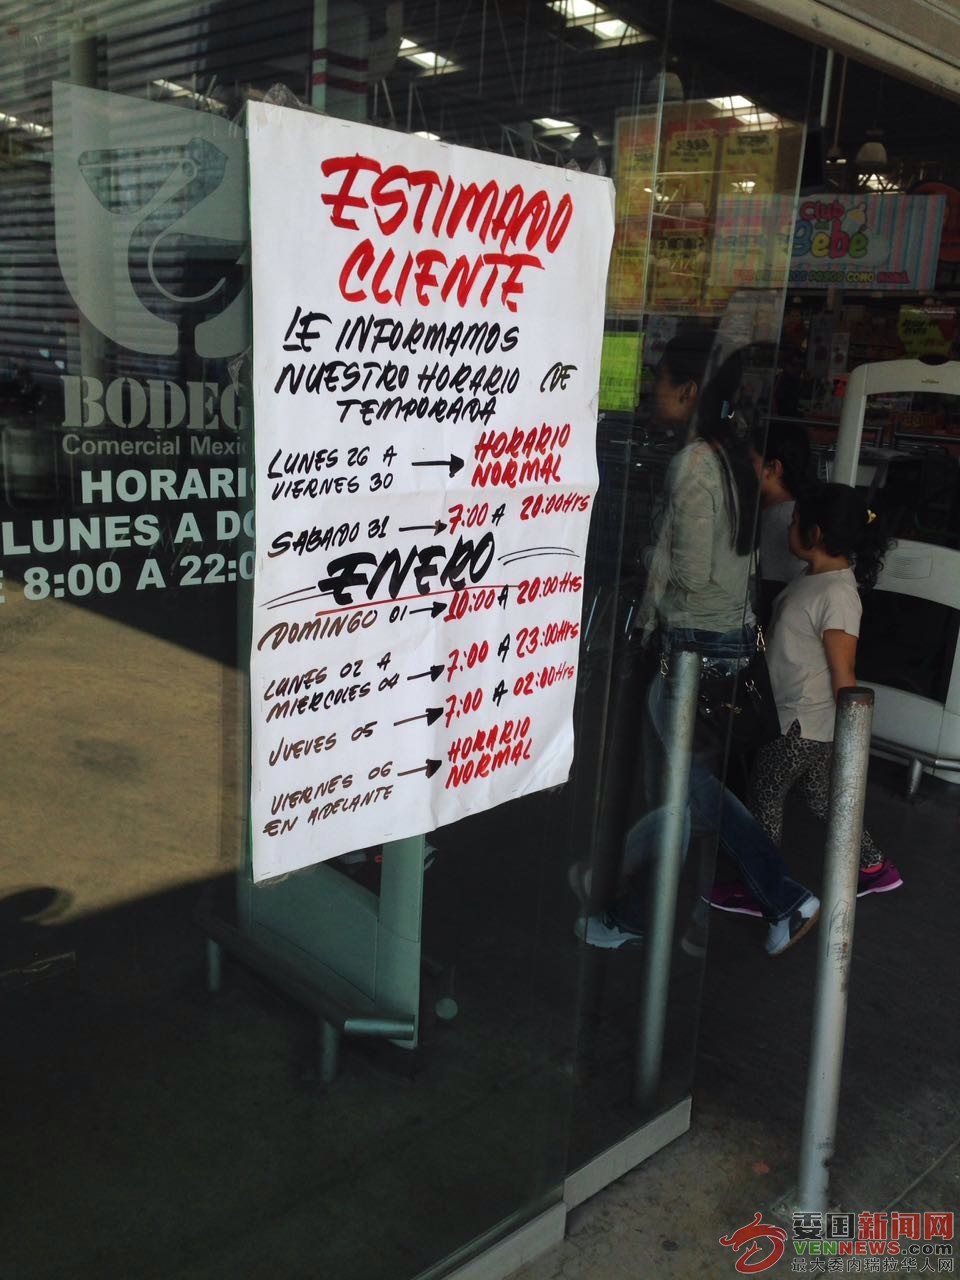 ESTIMADO
CLIENTE
LE INFORMAMOS
NUESTRO HORARIO DE
TEMPORADA
LUNES 26 A
VIERNES 30
HORARIO
NORMAL
SABADO 31
7:00 A 20:00Hrs
ENERO
DOMINGO 01
10:00 A 20:00Hrs
LUNES 02 A
MIERCOLES 04
7:00 A 23:00Hrs
JUEVES 05
7:00 A 02:00Hrs
VIERNES 06
EN ADELANTE
HORARIO
NORMAL
BODEG
Comercial Mexic
HORARI
LUNES A DO
E 8:00 A 22:0
Club
Bebé
委国新闻网
VENNEWS.com
最大委内瑞拉华人网